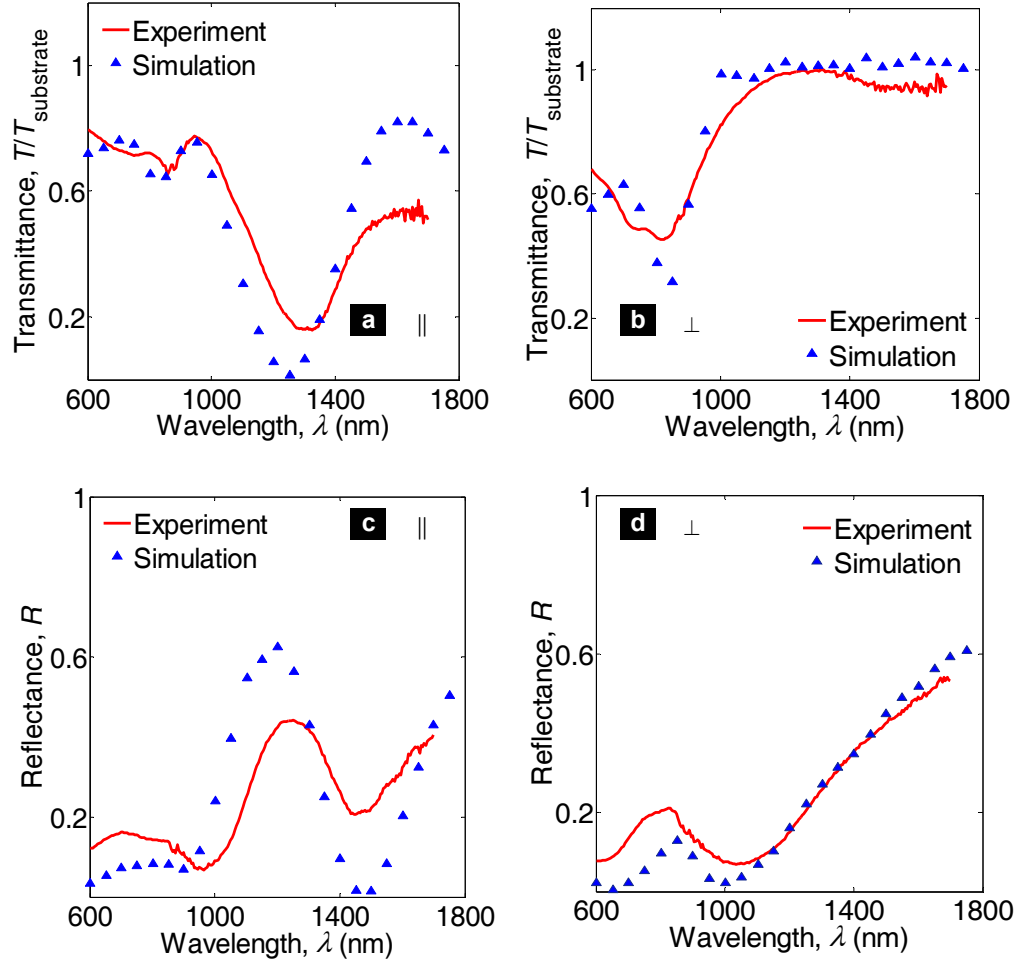 Experiment
Simulation
1
0.6
0.2
Transmittance, T/Tsubstrate
a ||
600 1000 1400 1800
Wavelength, λ (nm)
1
0.6
0.2
Transmittance, T/Tsubstrate
b ⊥
Experiment
Simulation
600 1000 1400 1800
Wavelength, λ (nm)
1
0.6
0.2
Reflectance, R
Experiment
Simulation
c ||
600 1000 1400 1800
Wavelength, λ (nm)
1
0.6
0.2
Reflectance, R
d ⊥
Experiment
Simulation
600 1000 1400 1800
Wavelength, λ (nm)